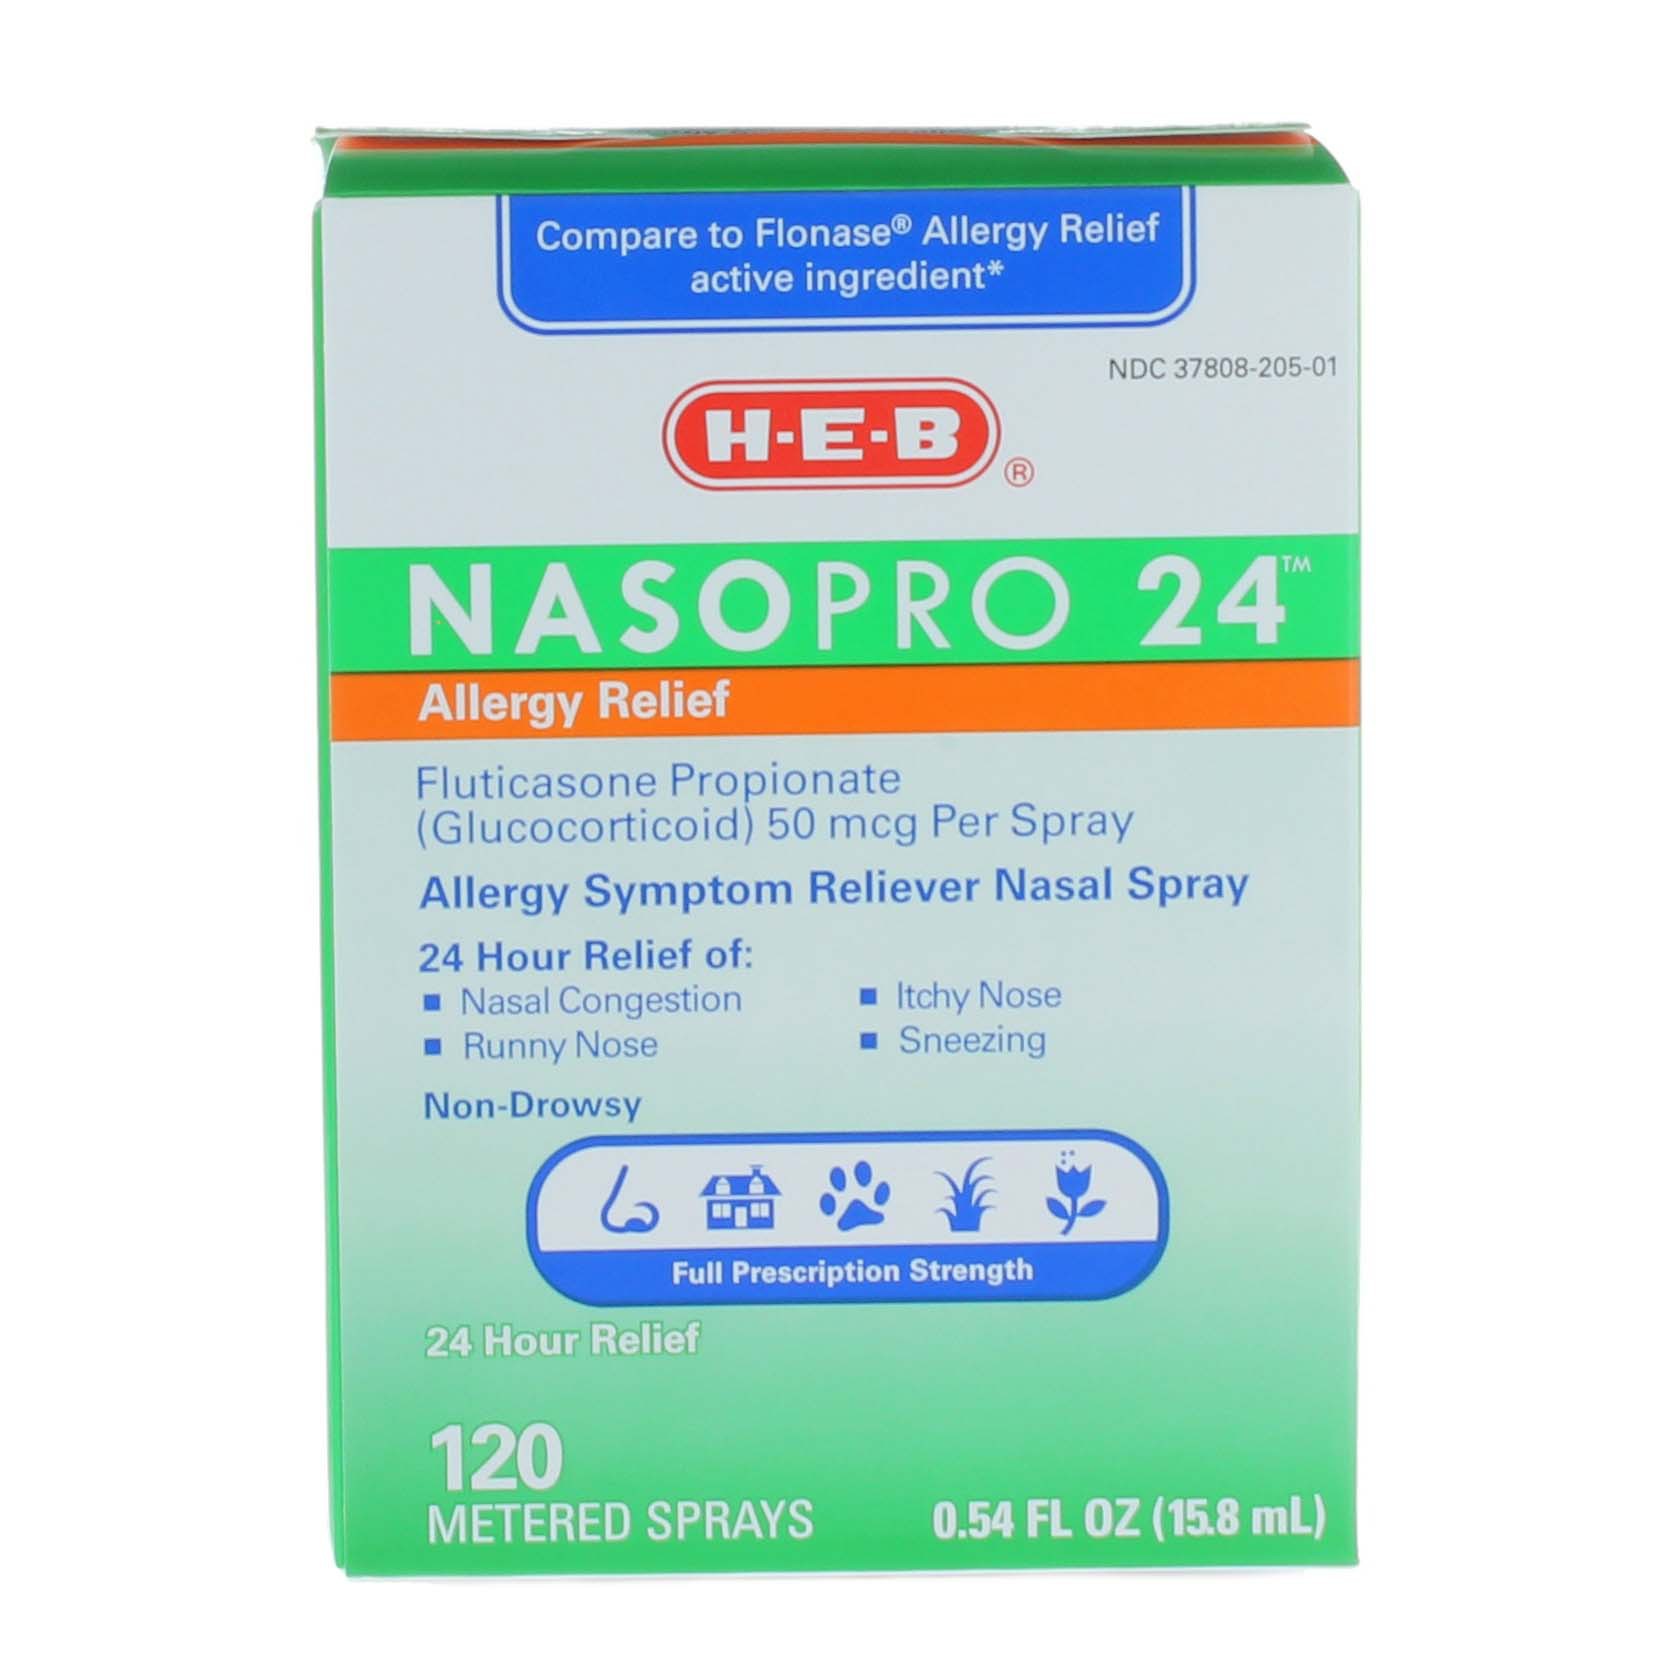 Compare to Flonase® Allergy Relief
active ingredient*
NDC 37808-205-01
H-E-B®
NASOPRO 24™
Allergy Relief
Fluticasone Propionate
(Glucocorticoid) 50 mcg Per Spray
Allergy Symptom Reliever Nasal Spray
24 Hour Relief of:
▪ Nasal Congestion ▪ Itchy Nose
▪ Runny Nose ▪ Sneezing
Non-Drowsy
Full Prescription Strength
24 Hour Relief
120
METERED SPRAYS 0.54 FL OZ (15.8 mL)